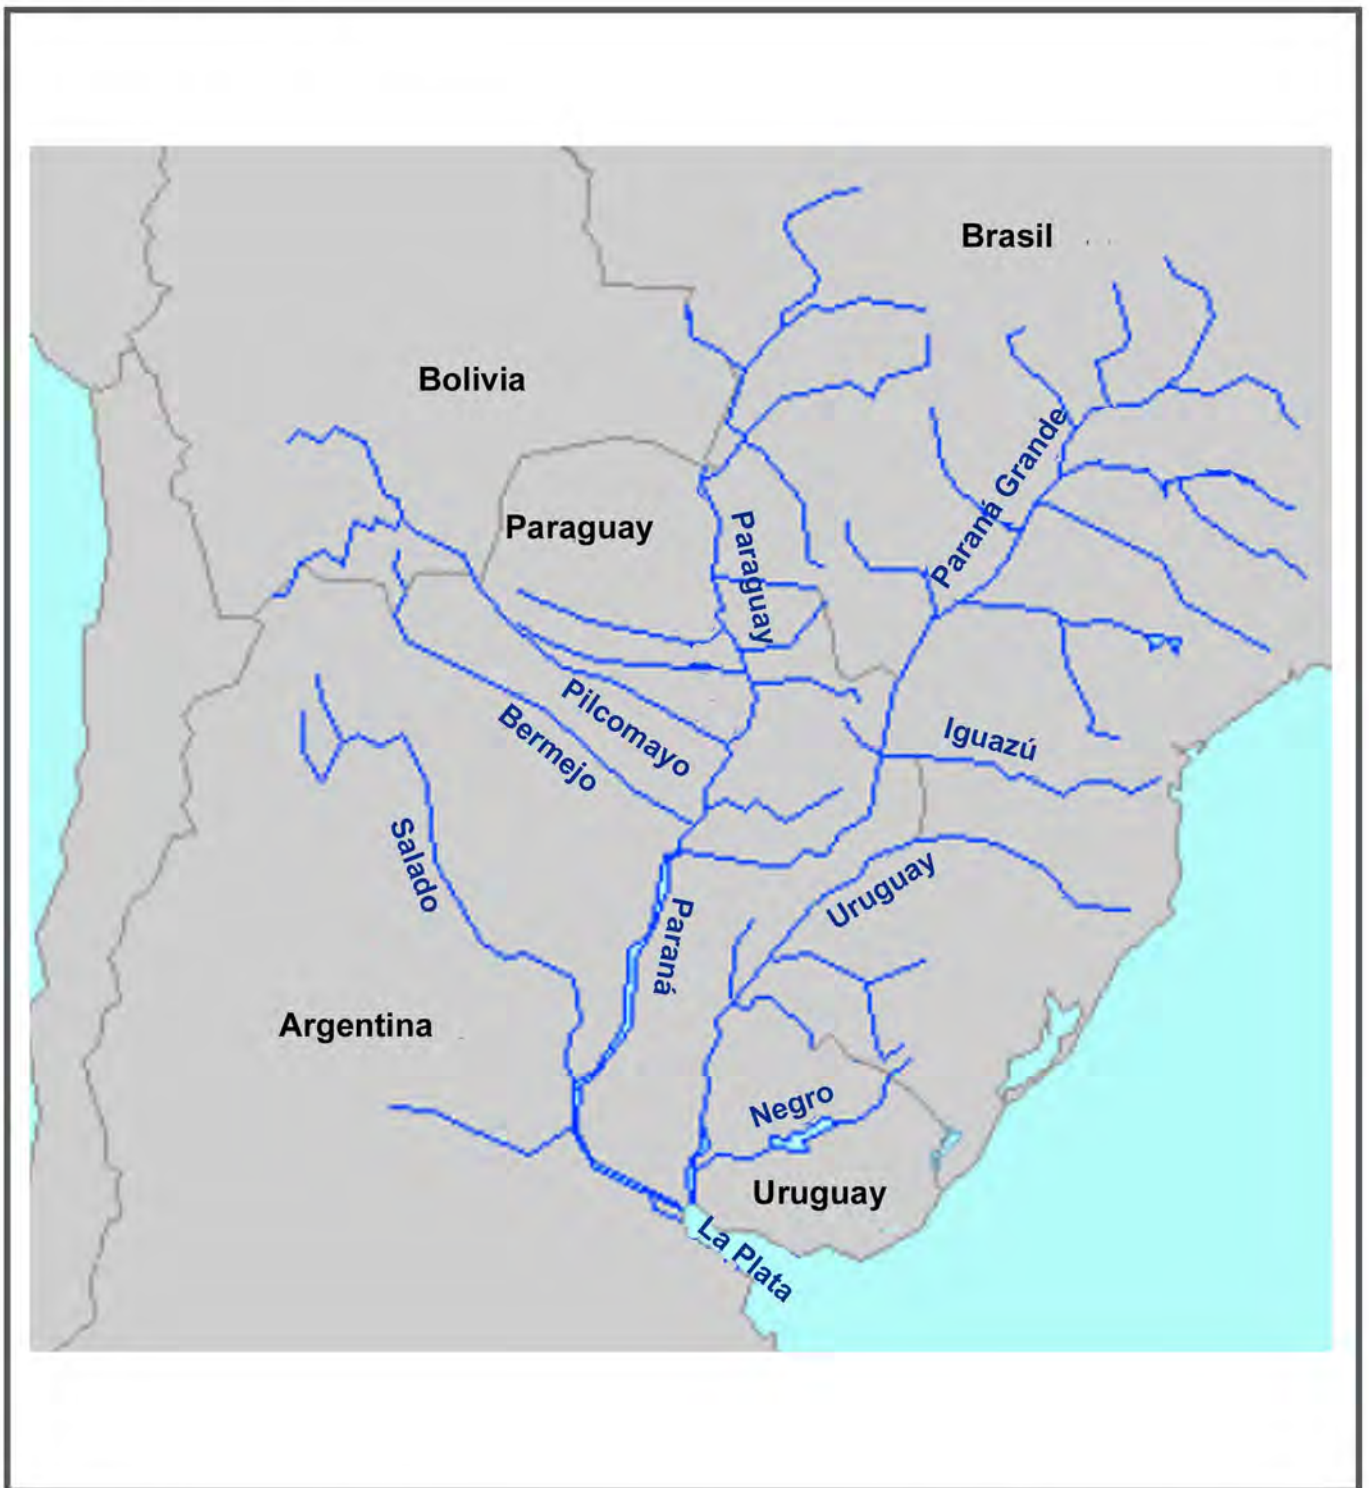 Brasil
Bolivia
Paraná Grande
Paraguay
Paraguay
Pilcomayo
Bermejo
Iguazú
Salado
Uruguay
Paraná
Argentina
Negro
Uruguay
La Plata